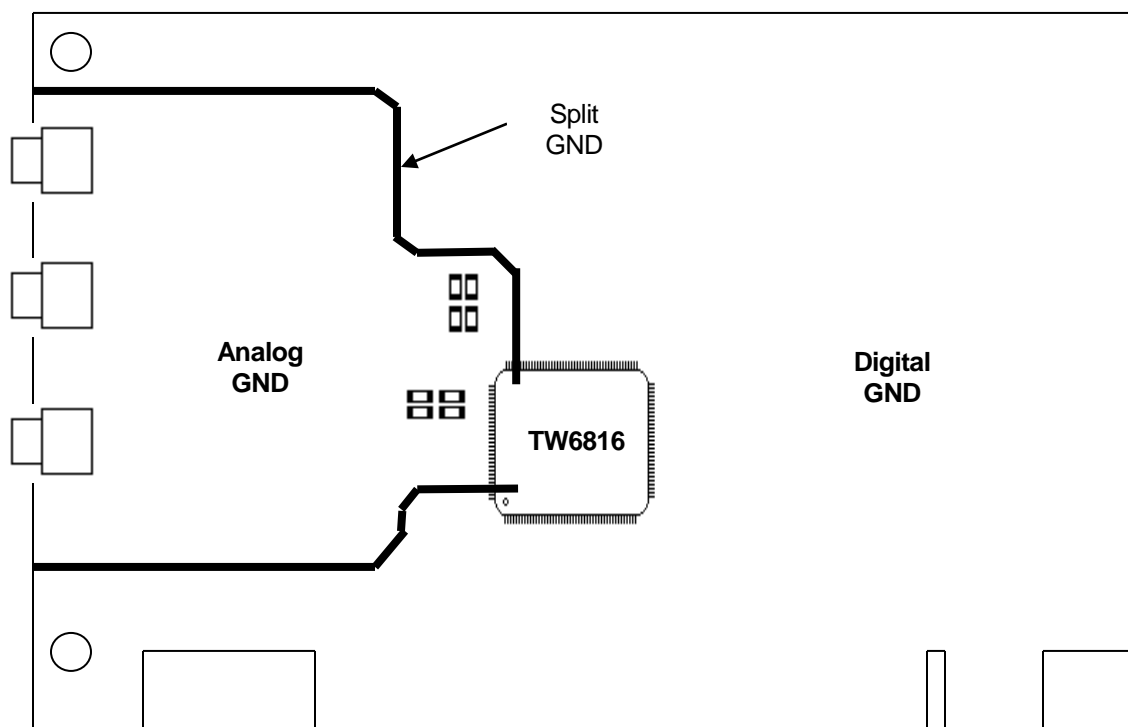 Split
GND
Analog
GND
Digital
GND
TW6816